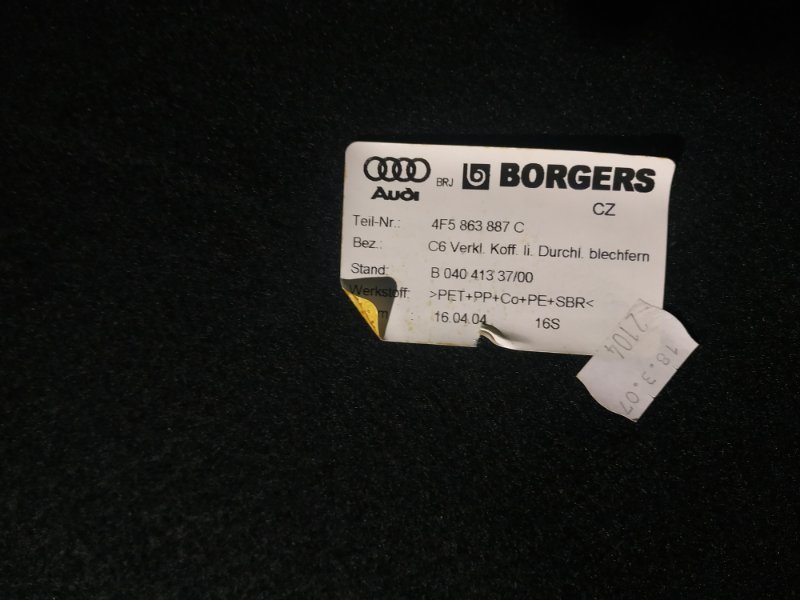 Audi BRJ BORGERS
CZ
Teil-Nr.: 4F5 863 887 C
Bez.: C6 Verkl. Koff. li. Durchl. blechfern
Stand: B 040 413 37/00
Werkstoff: >PET+PP+Co+PE+SBR<
: 16.04.04 16S
2104
18.3.07